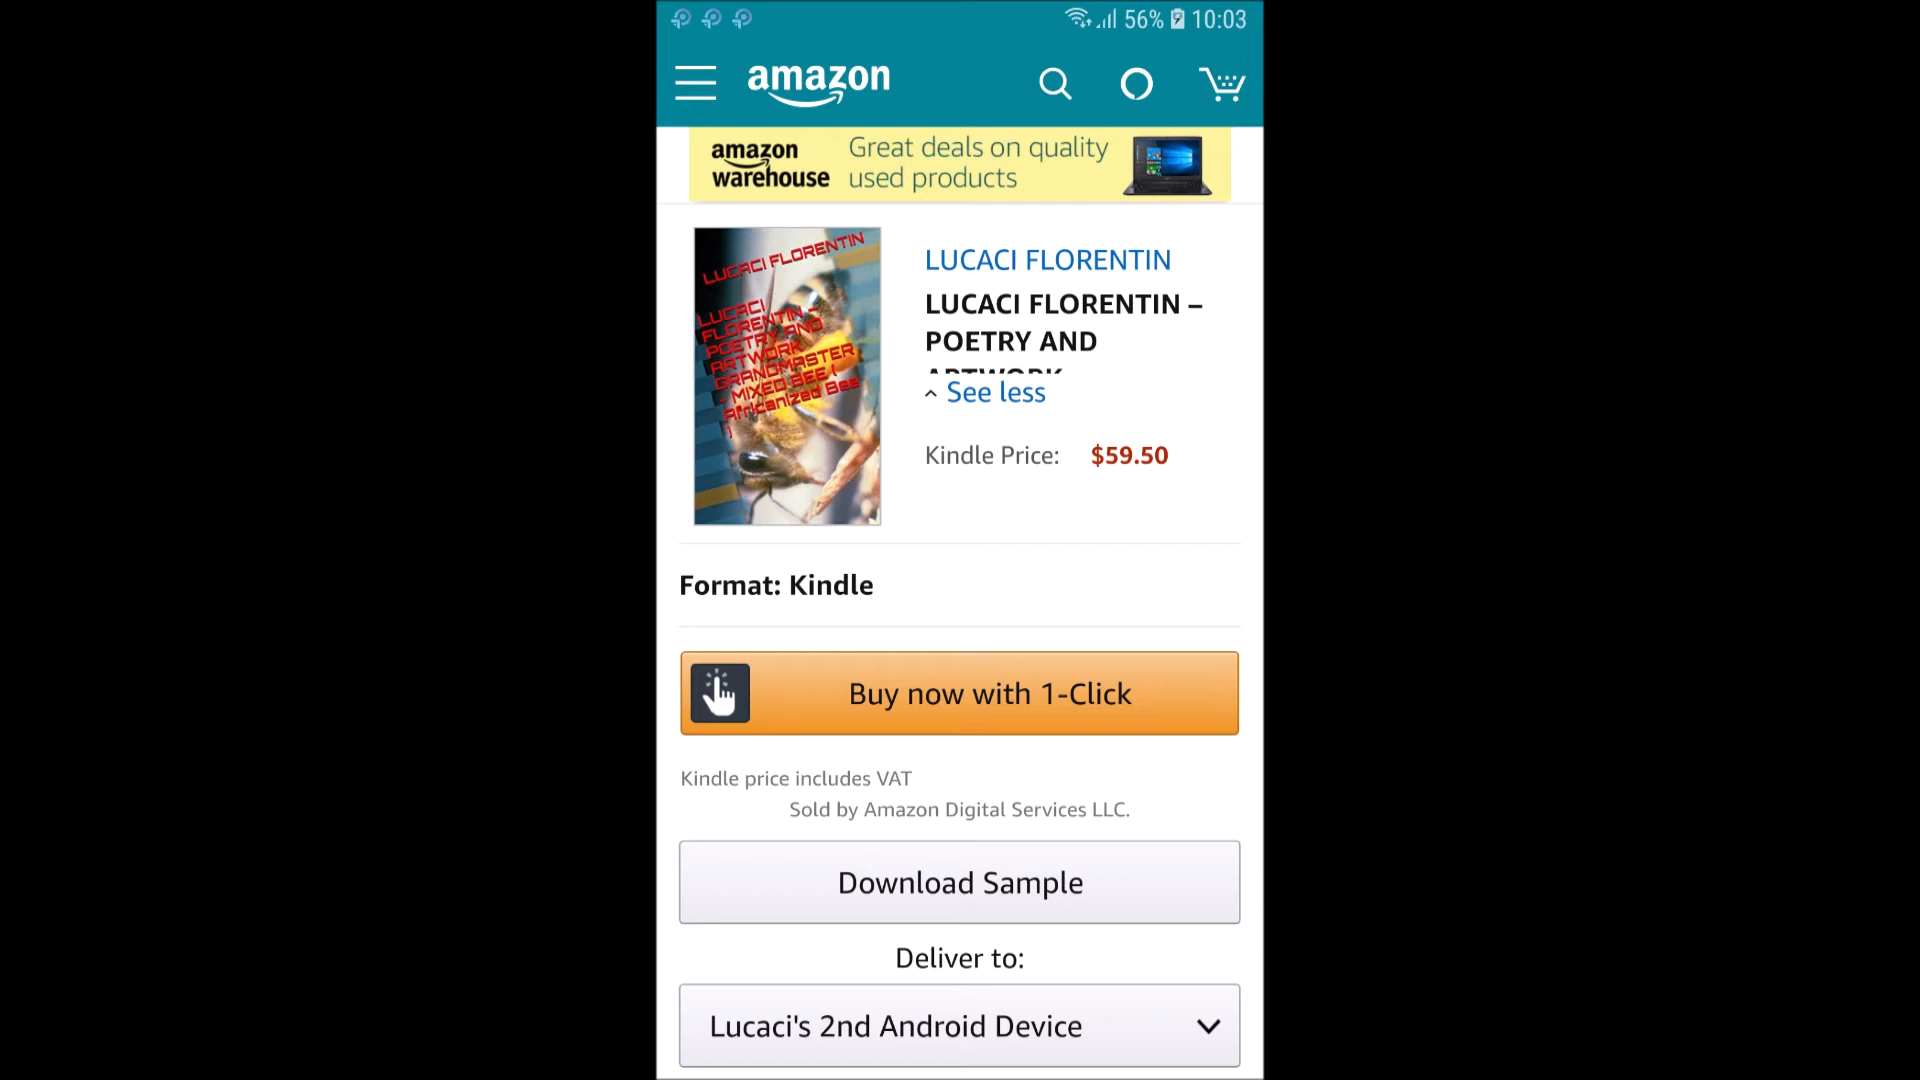 56% 10:03
amazon
amazon
warehouse
Great deals on quality
used products
LUCACI FLORENTIN
LUCACI
FLORENTIN –
POETRY AND
ARTWORK
GRANDMASTER
- MIXED BEE (
Africanized Bee
)
LUCACI FLORENTIN
LUCACI FLORENTIN –
POETRY AND
ARTWORK
See less
Kindle Price: $59.50
Format: Kindle
Buy now with 1-Click
Kindle price includes VAT
Sold by Amazon Digital Services LLC.
Download Sample
Deliver to:
Lucaci's 2nd Android Device